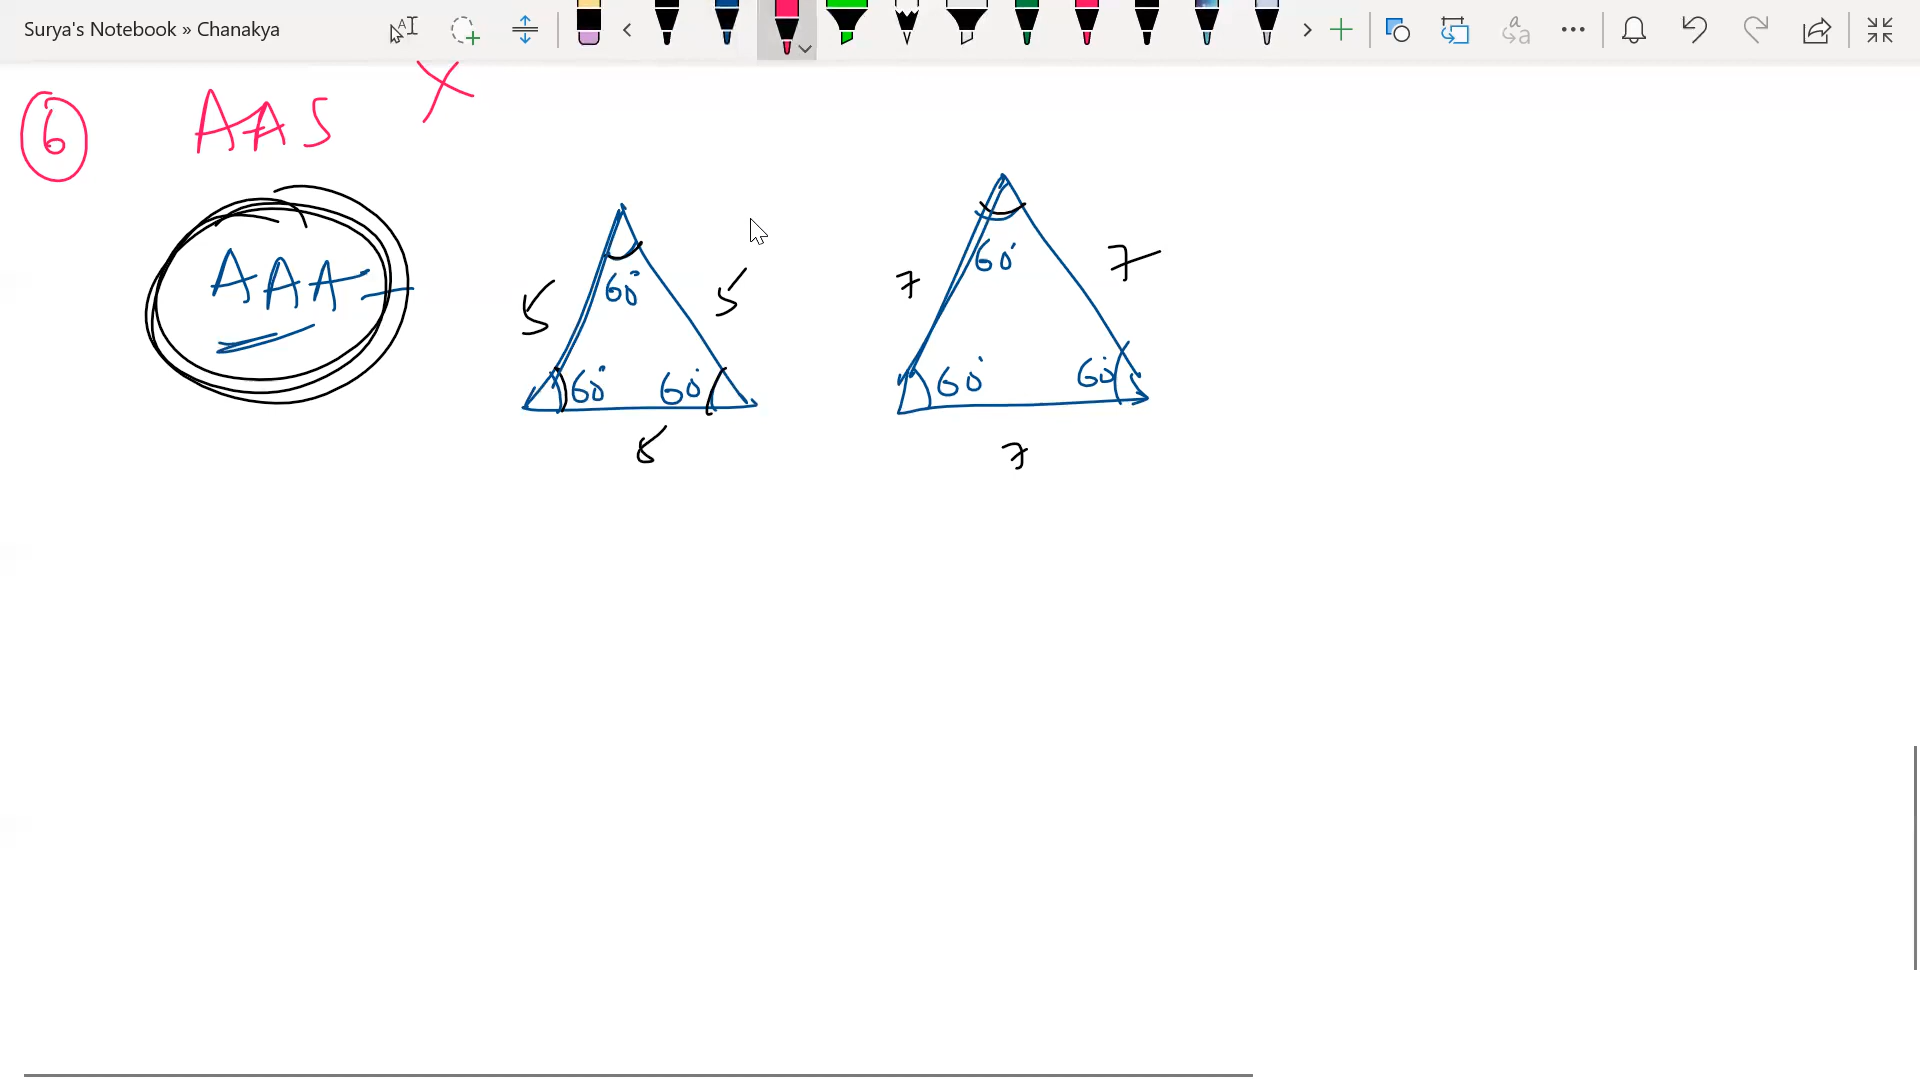 Surya's Notebook » Chanakya
6 AAS X
AAA
60° 60°
5 5 7 7
60° 60° 60° 60°
5 7